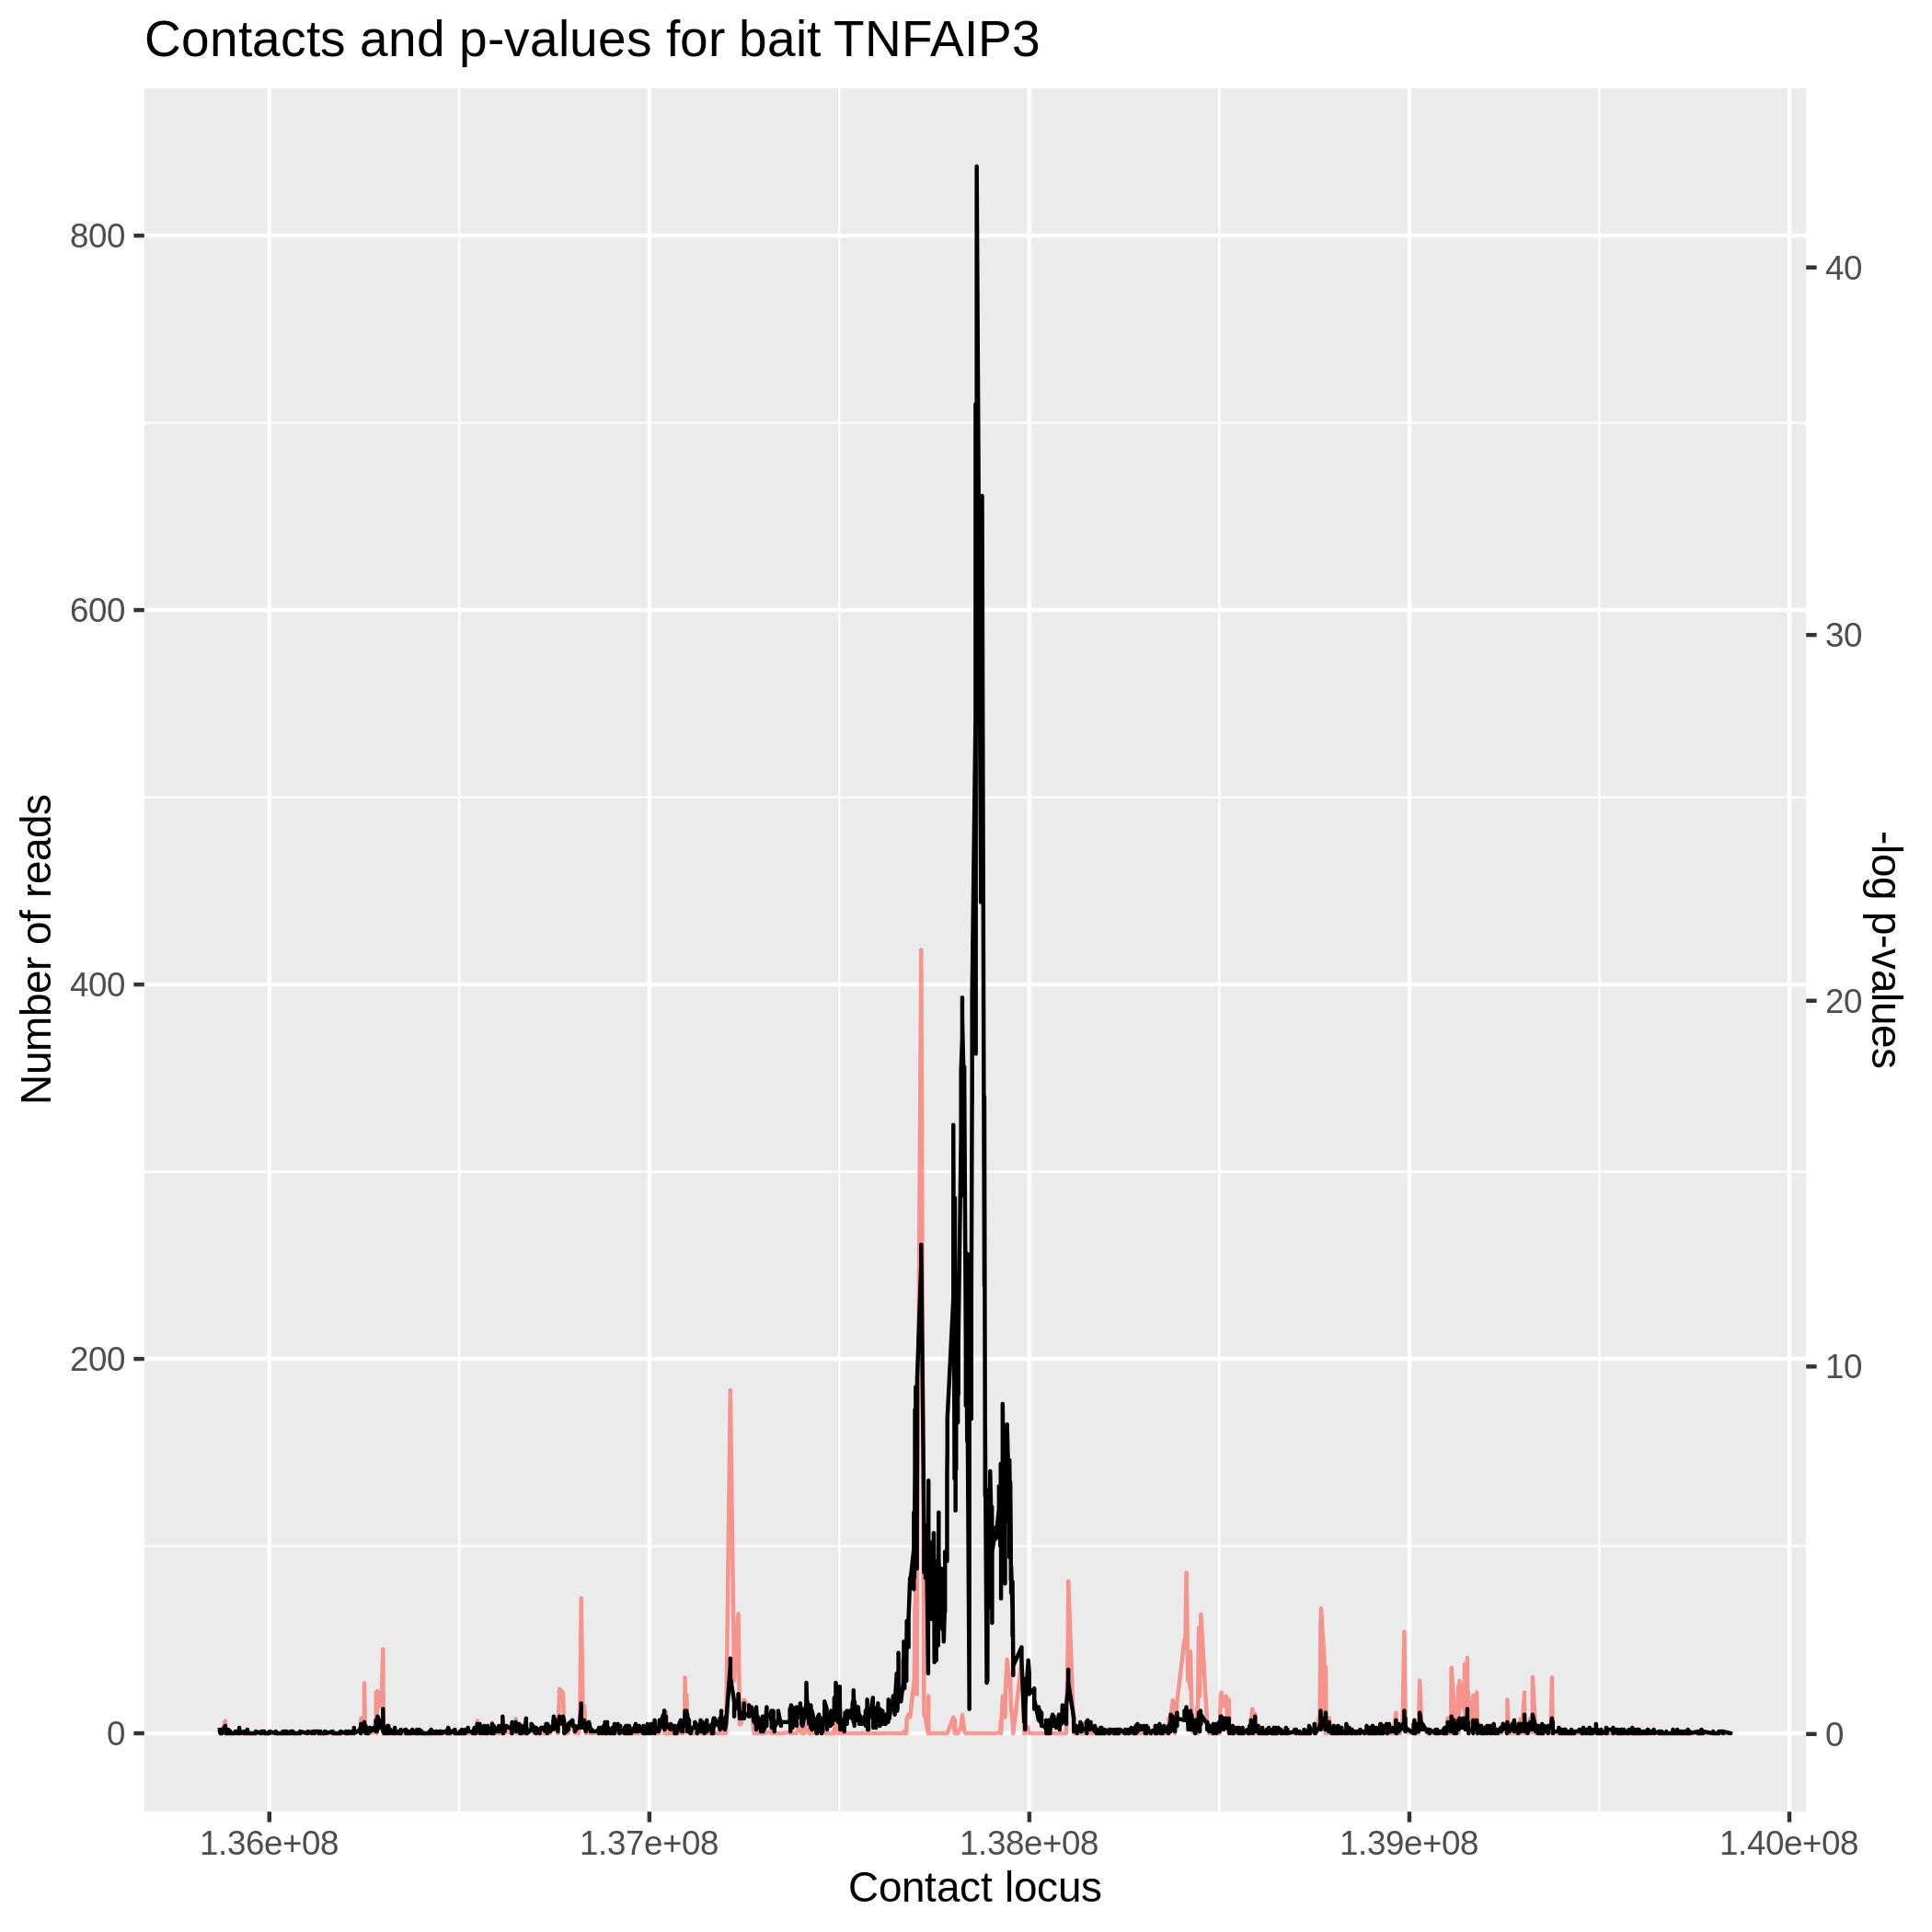 Contacts and p-values for bait TNFAIP3
Number of reads
800
600
400
200
0
40
30
20
10
0
-log p-values
1.36e+08 1.37e+08 1.38e+08 1.39e+08 1.40e+08
Contact locus